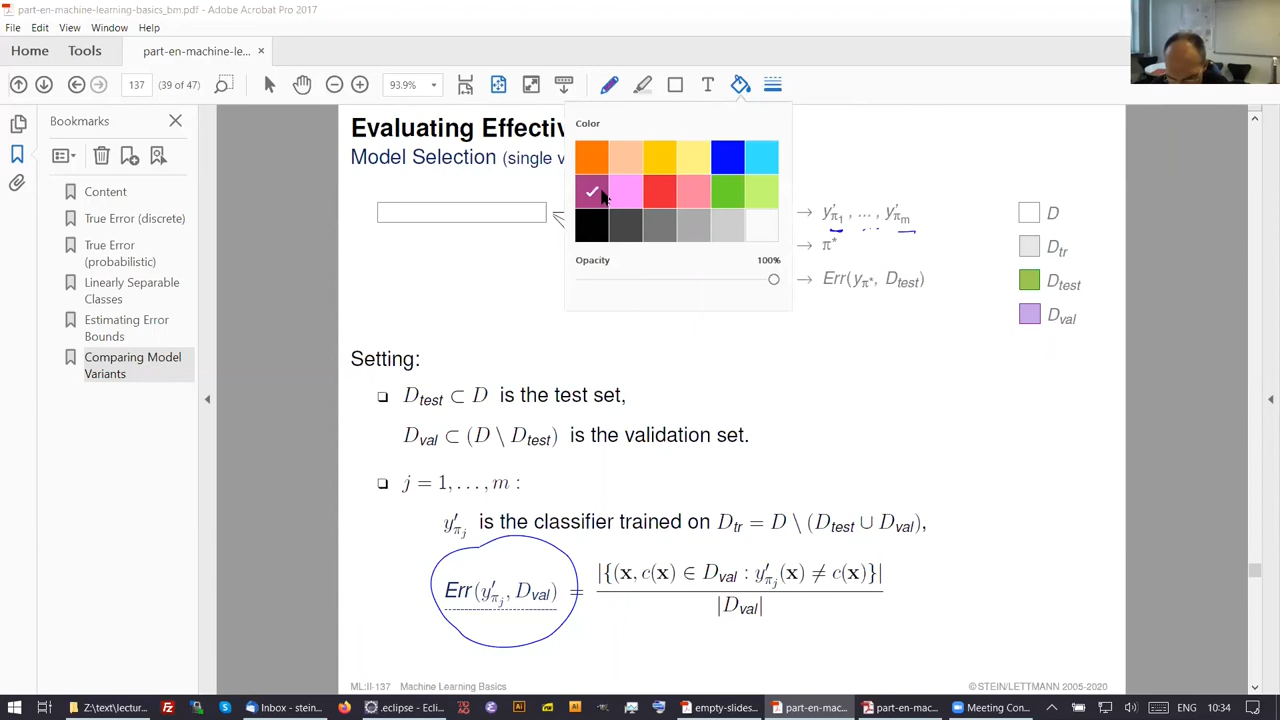 part-en-machine-learning-basics_bm.pdf - Adobe Acrobat Pro 2017
File Edit View Window Help
Home Tools part-en-machine-le... ×
137 (39 of 47) 93.9%
Bookmarks
Content
True Error (discrete)
True Error
(probabilistic)
Linearly Separable
Classes
Estimating Error
Bounds
Comparing Model
Variants
Evaluating Effecti
Model Selection (single v
Color
Opacity 100%
→ y′π1 , ... , y′πm
→ π*
→ Err(yπ*, Dtest)
D
Dtr
Dtest
Dval
Setting:
❑ Dtest ⊂ D is the test set,
Dval ⊂ (D \ Dtest) is the validation set.
❑ j = 1, . . . , m :
y′πj is the classifier trained on Dtr = D \ (Dtest ∪ Dval),
Err(y′πj, Dval) = |{(x, c(x) ∈ Dval : y′πj(x) ≠ c(x)}| / |Dval|
ML:II-137 Machine Learning Basics © STEIN/LETTMANN 2005-2020
Z:\text\lectur... Inbox - stein... eclipse - Ecl... empty-slides... part-en-mac... part-en-mac... Meeting Con... ENG 10:34